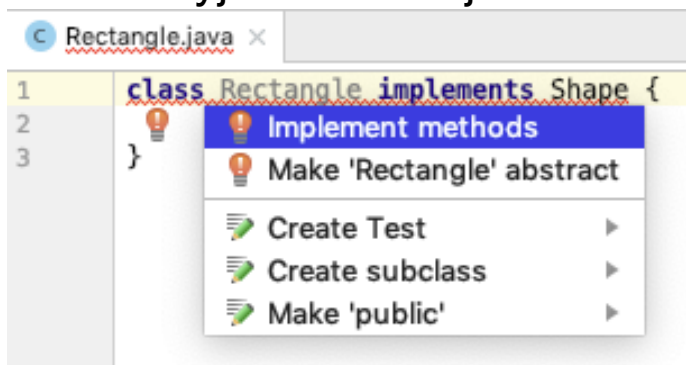 C Rectangle.java ×
1 class Rectangle implements Shape {
2
3 }
Implement methods
Make 'Rectangle' abstract
Create Test
Create subclass
Make 'public'